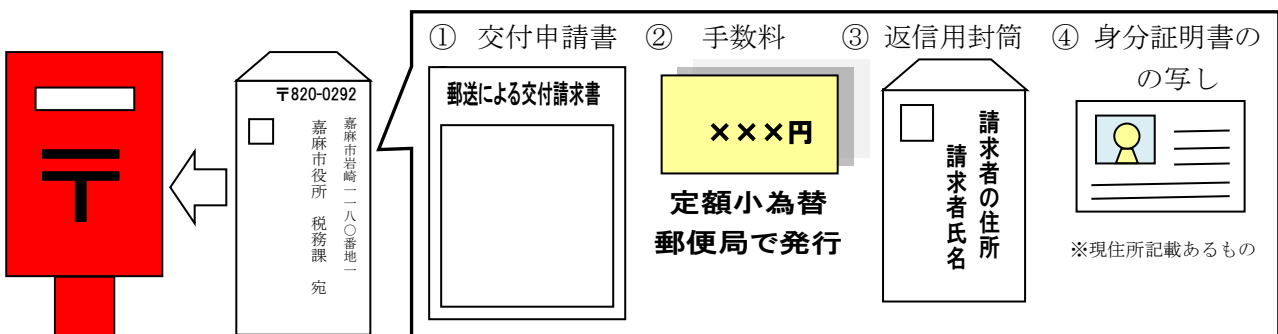 ① 交付申請書
② 手数料
③ 返信用封筒
④ 身分証明書の
の写し
〒
〒820-0292
嘉麻市岩崎一一八〇番地一
嘉麻市役所 税務課 宛
郵送による交付請求書
×××円
定額小為替
郵便局で発行
請求者の住所
請求者氏名
※現住所記載あるもの